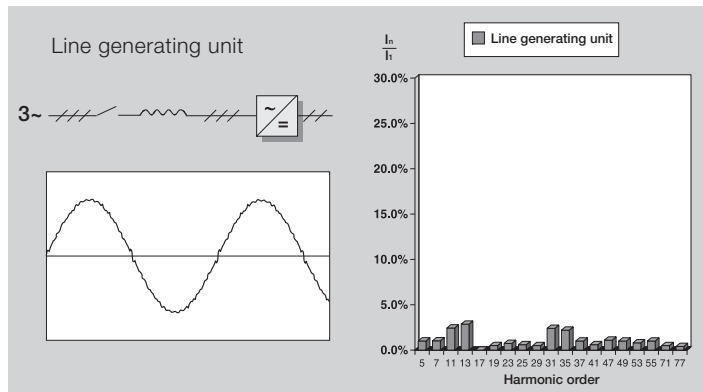 Line generating unit
3~
~
=
Iₙ
I₁
Line generating unit
30.0%
25.0%
20.0%
15.0%
10.0%
5.0%
0.0%
5 7 11 13 17 19 23 25 29 31 35 37 41 47 49 53 55 71 77
Harmonic order